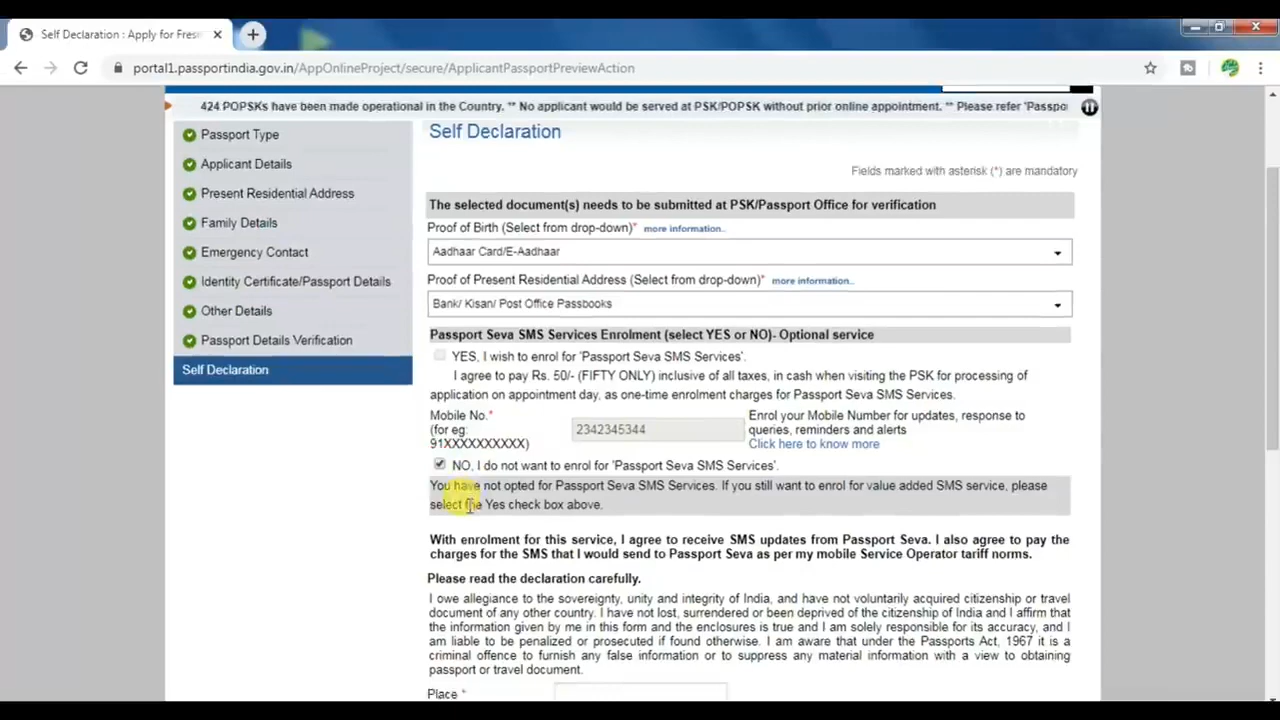 Self Declaration : Apply for Fres
portal1.passportindia.gov.in/AppOnlineProject/secure/ApplicantPassportPreviewAction
424 POPSKs have been made operational in the Country. ** No applicant would be served at PSK/POPSK without prior online appointment. ** Please refer 'Passpo
Passport Type
Applicant Details
Present Residential Address
Family Details
Emergency Contact
Identity Certificate/Passport Details
Other Details
Passport Details Verification
Self Declaration
Self Declaration
Fields marked with asterisk (*) are mandatory
The selected document(s) needs to be submitted at PSK/Passport Office for verification
Proof of Birth (Select from drop-down)* more information..
Aadhaar Card/E-Aadhaar
Proof of Present Residential Address (Select from drop-down)* more information..
Bank/ Kisan/ Post Office Passbooks
Passport Seva SMS Services Enrolment (select YES or NO)- Optional service
YES, I wish to enrol for 'Passport Seva SMS Services'.
I agree to pay Rs. 50/- (FIFTY ONLY) inclusive of all taxes, in cash when visiting the PSK for processing of
application on appointment day, as one-time enrolment charges for Passport Seva SMS Services.
Mobile No.*
(for eg:
91XXXXXXXXXX)
2342345344
Enrol your Mobile Number for updates, response to
queries, reminders and alerts
Click here to know more
NO, I do not want to enrol for 'Passport Seva SMS Services'.
You have not opted for Passport Seva SMS Services. If you still want to enrol for value added SMS service, please
select the Yes check box above.
With enrolment for this service, I agree to receive SMS updates from Passport Seva. I also agree to pay the
charges for the SMS that I would send to Passport Seva as per my mobile Service Operator tariff norms.
Please read the declaration carefully.
I owe allegiance to the sovereignty, unity and integrity of India, and have not voluntarily acquired citizenship or travel
document of any other country. I have not lost, surrendered or been deprived of the citizenship of India and I affirm that
the information given by me in this form and the enclosures is true and I am solely responsible for its accuracy, and I
am liable to be penalized or prosecuted if found otherwise. I am aware that under the Passports Act, 1967 it is a
criminal offence to furnish any false information or to suppress any material information with a view to obtaining
passport or travel document.
Place *